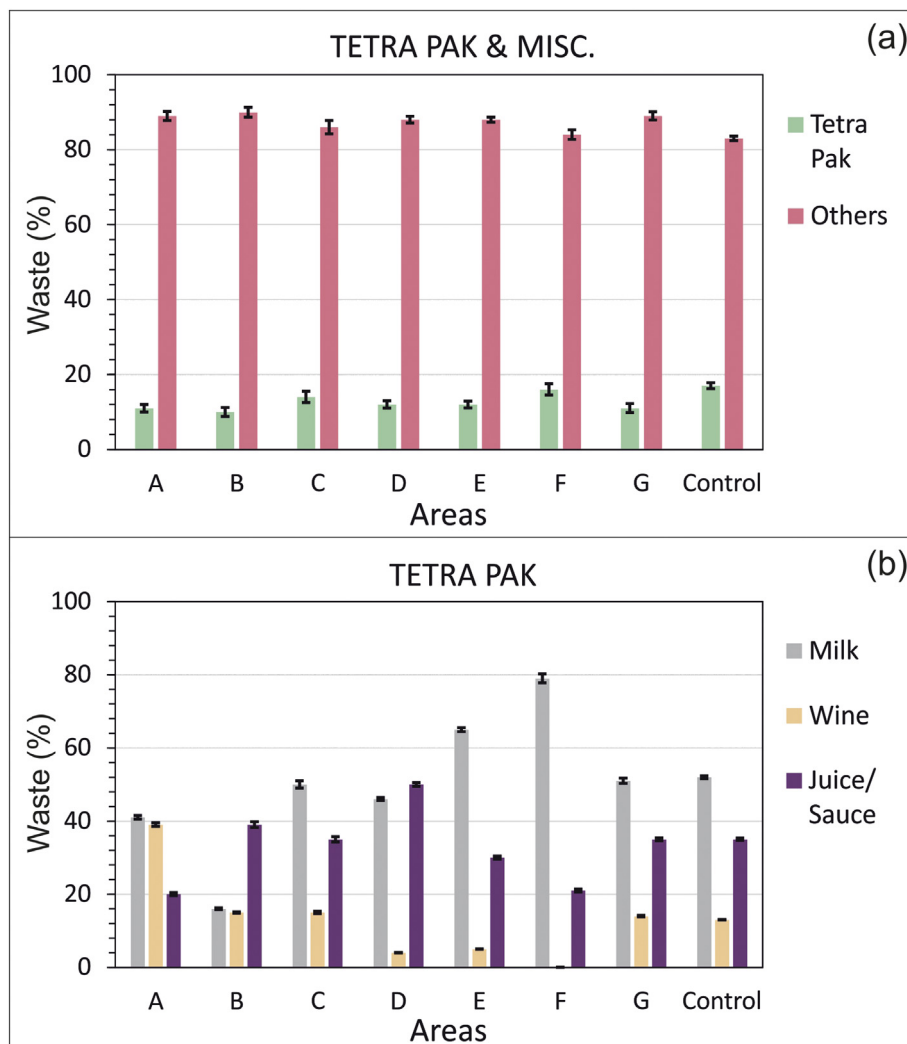 (a)
TETRA PAK & MISC.
100
80
60
40
20
0
Waste (%)
A B C D E F G Control
Areas
Tetra
Pak
Others
(b)
TETRA PAK
100
80
60
40
20
0
Waste (%)
A B C D E F G Control
Areas
Milk
Wine
Juice/
Sauce